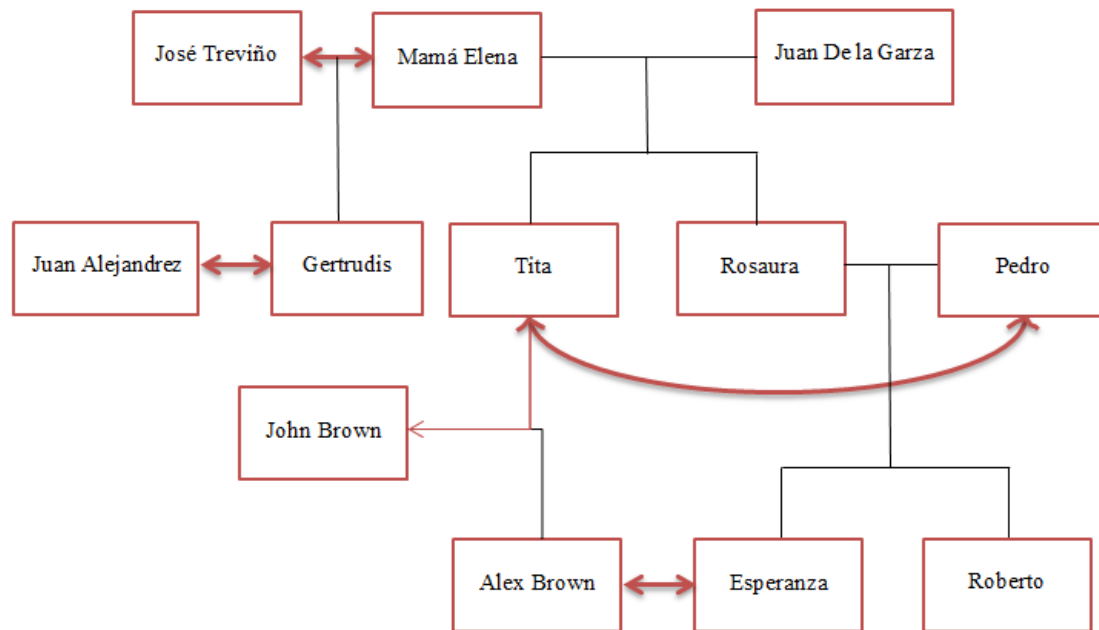 José Treviño
Mamá Elena
Juan De la Garza
Juan Alejandrez
Gertrudis
Tita
Rosaura
Pedro
John Brown
Alex Brown
Esperanza
Roberto